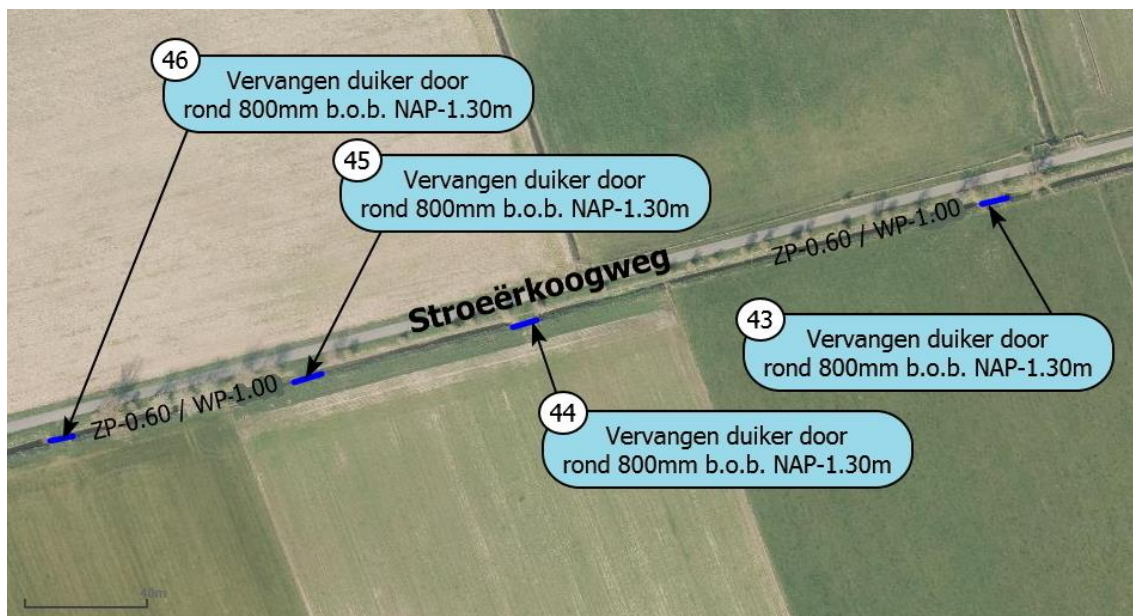 46
Vervangen duiker door
rond 800mm b.o.b. NAP-1.30m
45
Vervangen duiker door
rond 800mm b.o.b. NAP-1.30m
ZP-0.60 / WP-1.00
Stroeërkoogweg
43
Vervangen duiker door
rond 800mm b.o.b. NAP-1.30m
ZP-0.60 / WP-1.00
44
Vervangen duiker door
rond 800mm b.o.b. NAP-1.30m
40m